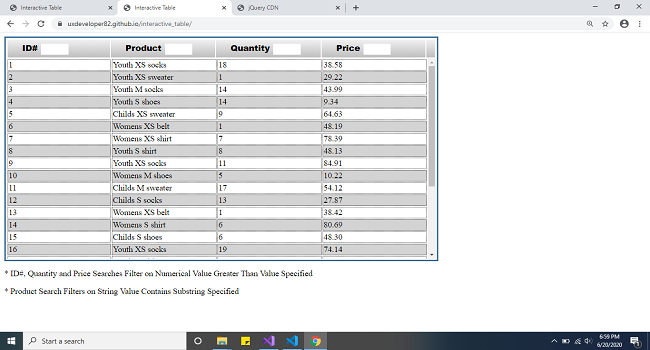 Interactive Table
Interactive Table
jQuery CDN
uxdeveloper82.github.io/interactive_table/
ID# Product Quantity Price
1 Youth XS socks 18 38.58
2 Youth XS sweater 1 29.22
3 Youth M socks 14 43.99
4 Youth S shoes 14 9.34
5 Childs XS sweater 9 64.63
6 Womens XS belt 1 48.19
7 Womens XS shirt 7 78.39
8 Youth S shirt 8 48.13
9 Youth XS socks 11 84.91
10 Womens M shoes 5 10.22
11 Childs M sweater 17 54.12
12 Childs S socks 13 27.87
13 Womens XS belt 1 38.42
14 Womens S shirt 6 80.69
15 Childs S shoes 6 48.30
16 Youth XS socks 19 74.14
* ID#, Quantity and Price Searches Filter on Numerical Value Greater Than Value Specified
* Product Search Filters on String Value Contains Substring Specified
Start a search
6:59 PM
6/20/2020